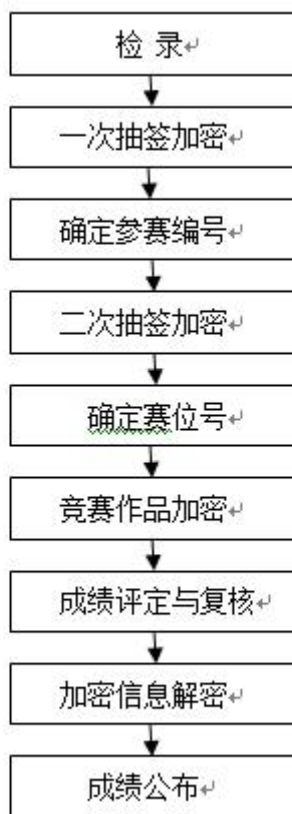 检 录
一次抽签加密
确定参赛编号
二次抽签加密
确定赛位号
竞赛作品加密
成绩评定与复核
加密信息解密
成绩公布